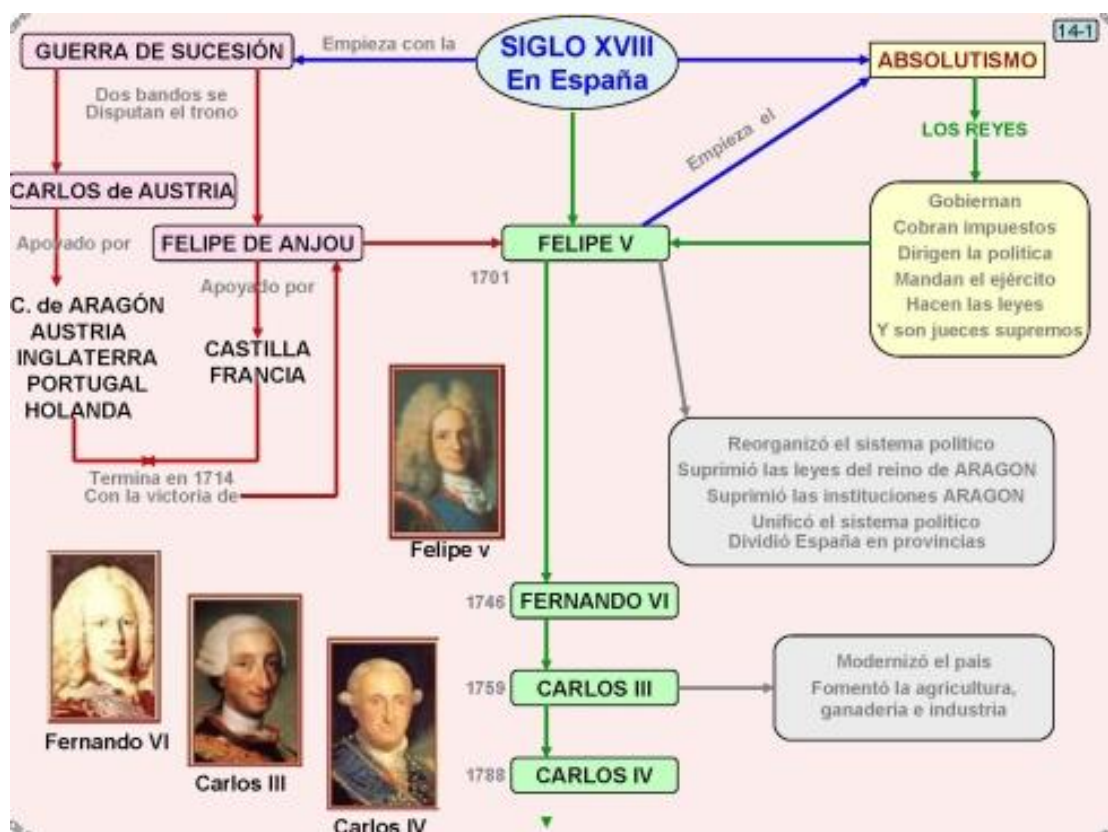 14-1
SIGLO XVIII
En España
GUERRA DE SUCESIÓN
Empieza con la
ABSOLUTISMO
Dos bandos se
Disputan el trono
Empieza el
LOS REYES
CARLOS de AUSTRIA
Apoyado por
FELIPE DE ANJOU
FELIPE V
1701
Apoyado por
Gobiernan
Cobran impuestos
Dirigen la politica
Mandan el ejército
Hacen las leyes
Y son jueces supremos
C. de ARAGÓN
AUSTRIA
INGLATERRA
PORTUGAL
HOLANDA
CASTILLA
FRANCIA
Termina en 1714
Con la victoria de
Felipe v
Reorganizó el sistema politico
Suprimió las leyes del reino de ARAGON
Suprimió las instituciones ARAGON
Unificó el sistema politico
Dividió España en provincias
1746
FERNANDO VI
1759
CARLOS III
Modernizó el pais
Fomentó la agricultura,
ganaderia e industria
1788
CARLOS IV
Fernando VI
Carlos III
Carlos IV